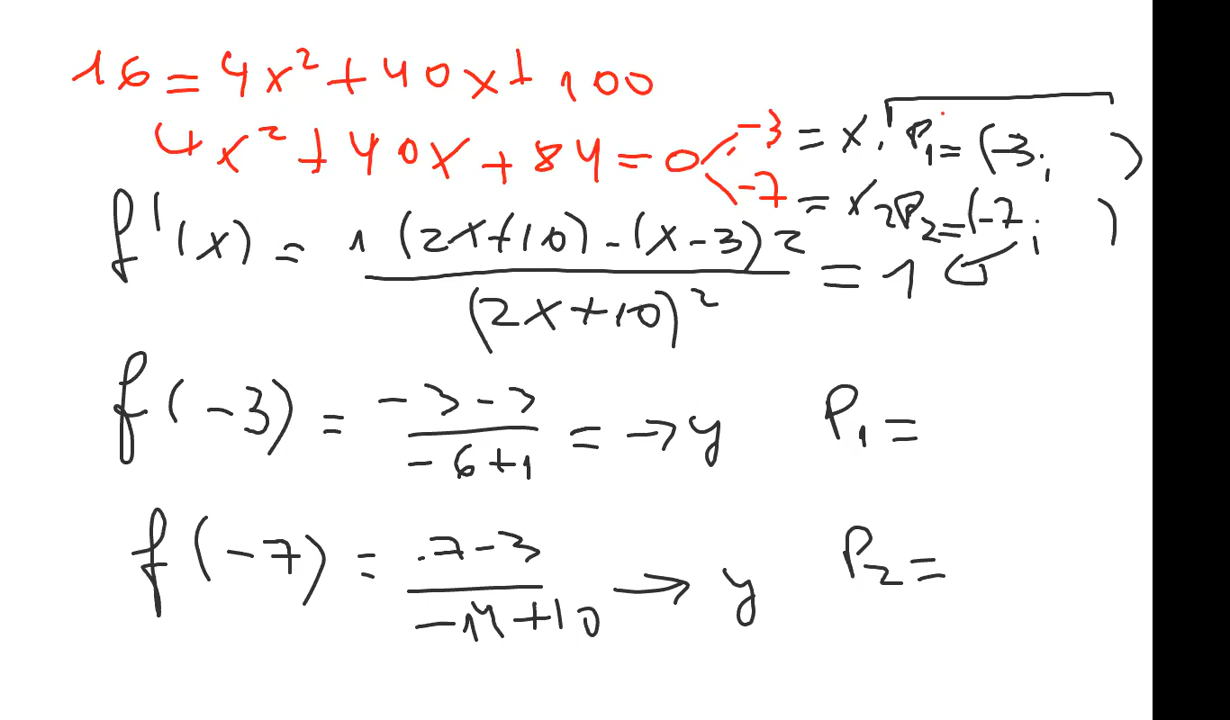 16 = 4x² + 40x + 100
4x² + 40x + 84 = 0 < -3 = x₁ P₁ = (-3; )
-7 = x₂ P₂ = (-7; )
f'(x) = 1 (2x+10) - (x-3) 2 / (2x+10)² = 1
f(-3) = -3-3 / -6+1 = → y P₁ =
f(-7) = .7-3 / -14+10 → y P₂ =